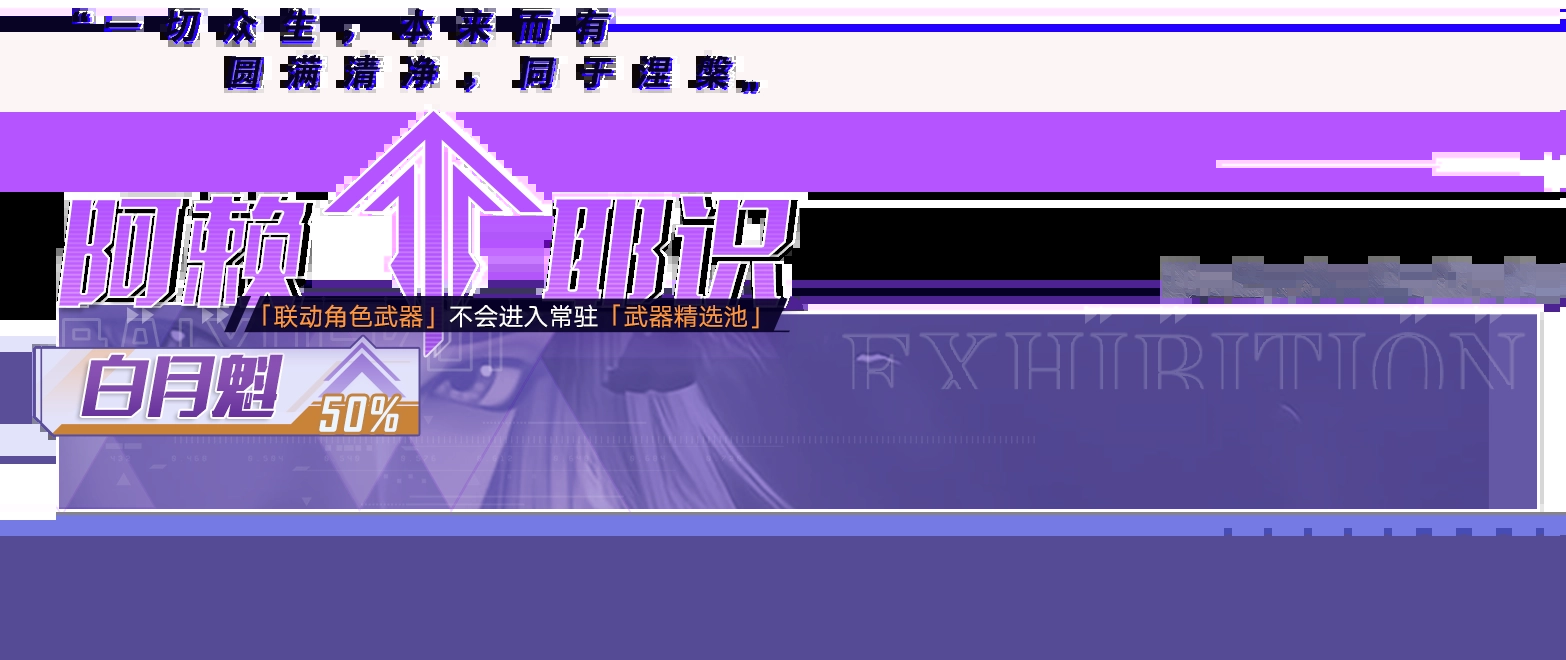 “一切众生，本来而有
圆满清净，同于涅槃„
阿赖耶识
「联动角色武器」不会进入常驻「武器精选池」
EXHIBITION
白月魁
50%